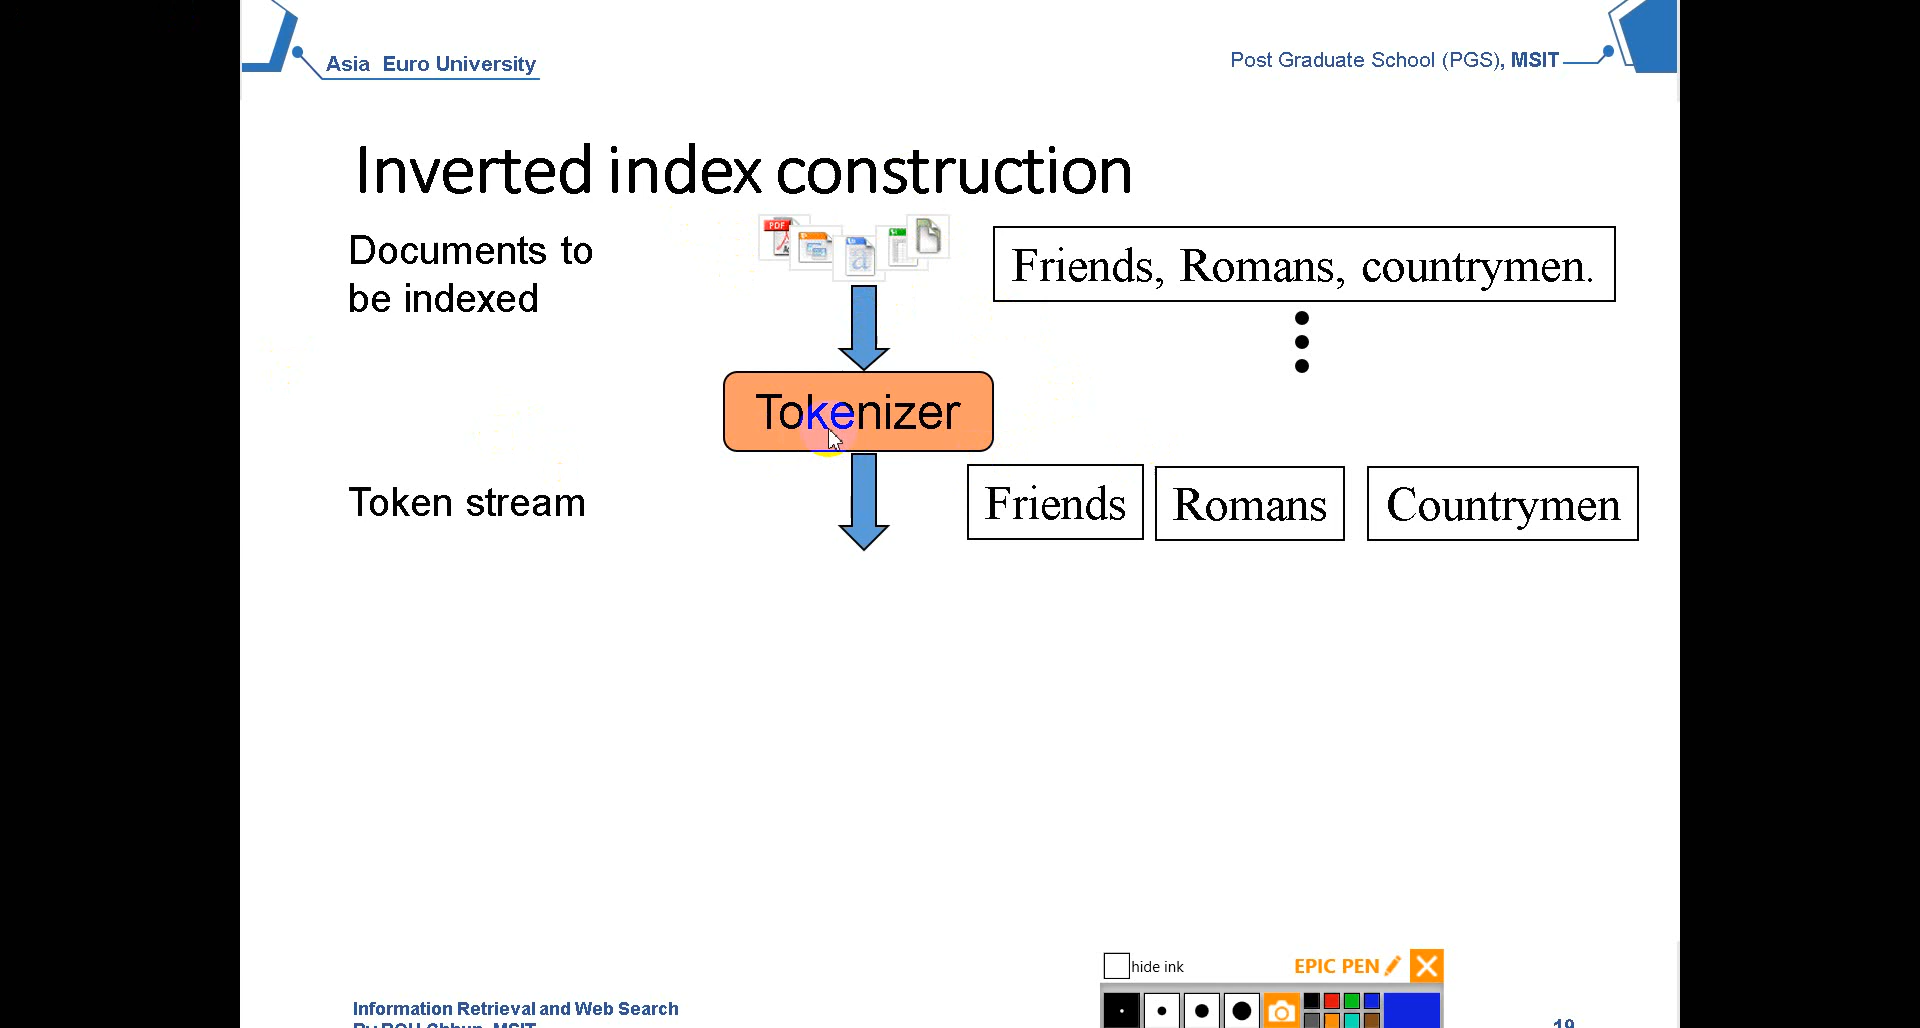 Asia Euro University
Post Graduate School (PGS), MSIT
Inverted index construction
Documents to
be indexed
PDF
Friends, Romans, countrymen.
Tokenizer
Token stream
Friends
Romans
Countrymen
hide ink
EPIC PEN
Information Retrieval and Web Search